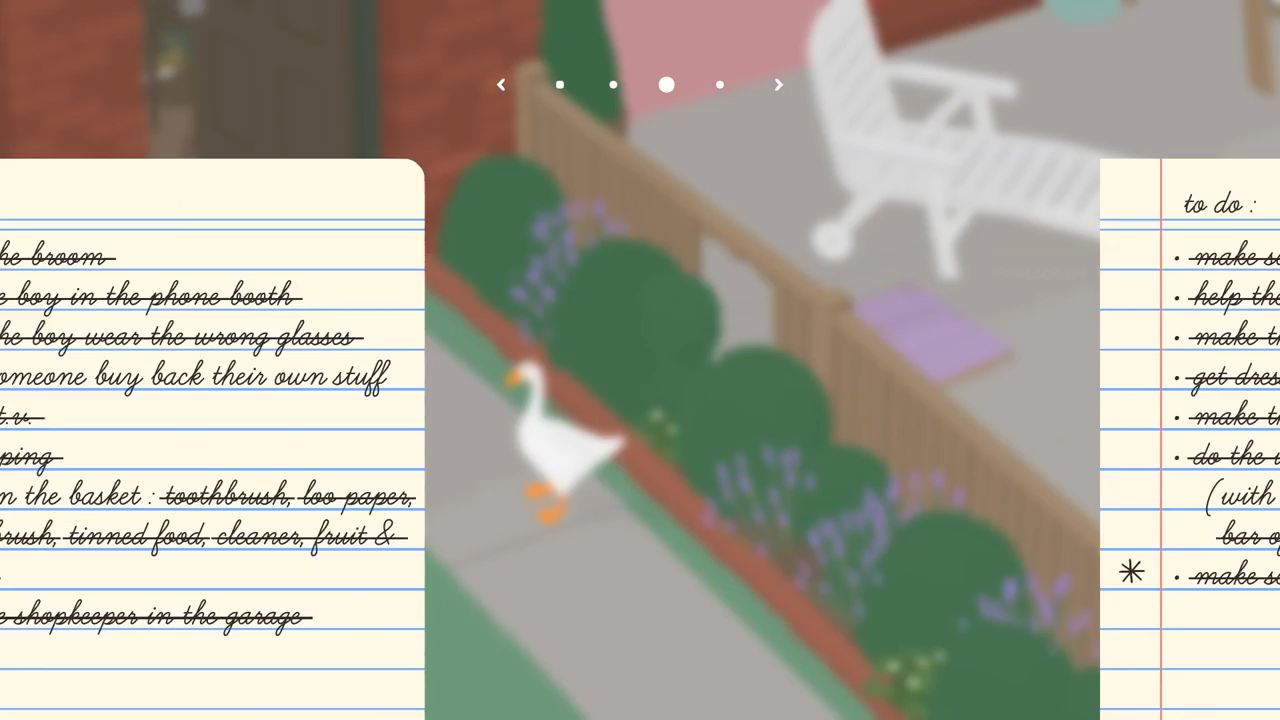 he broom
e boy in the phone booth
he boy wear the wrong glasses
omeone buy back their own stuff
t.v.
ping
n the basket : toothbrush, loo paper,
rush, tinned food, cleaner, fruit &
e shopkeeper in the garage
to do :
• make s
• help the
• make t
• get dres
• make t
• do the
(with
bar o
• make s